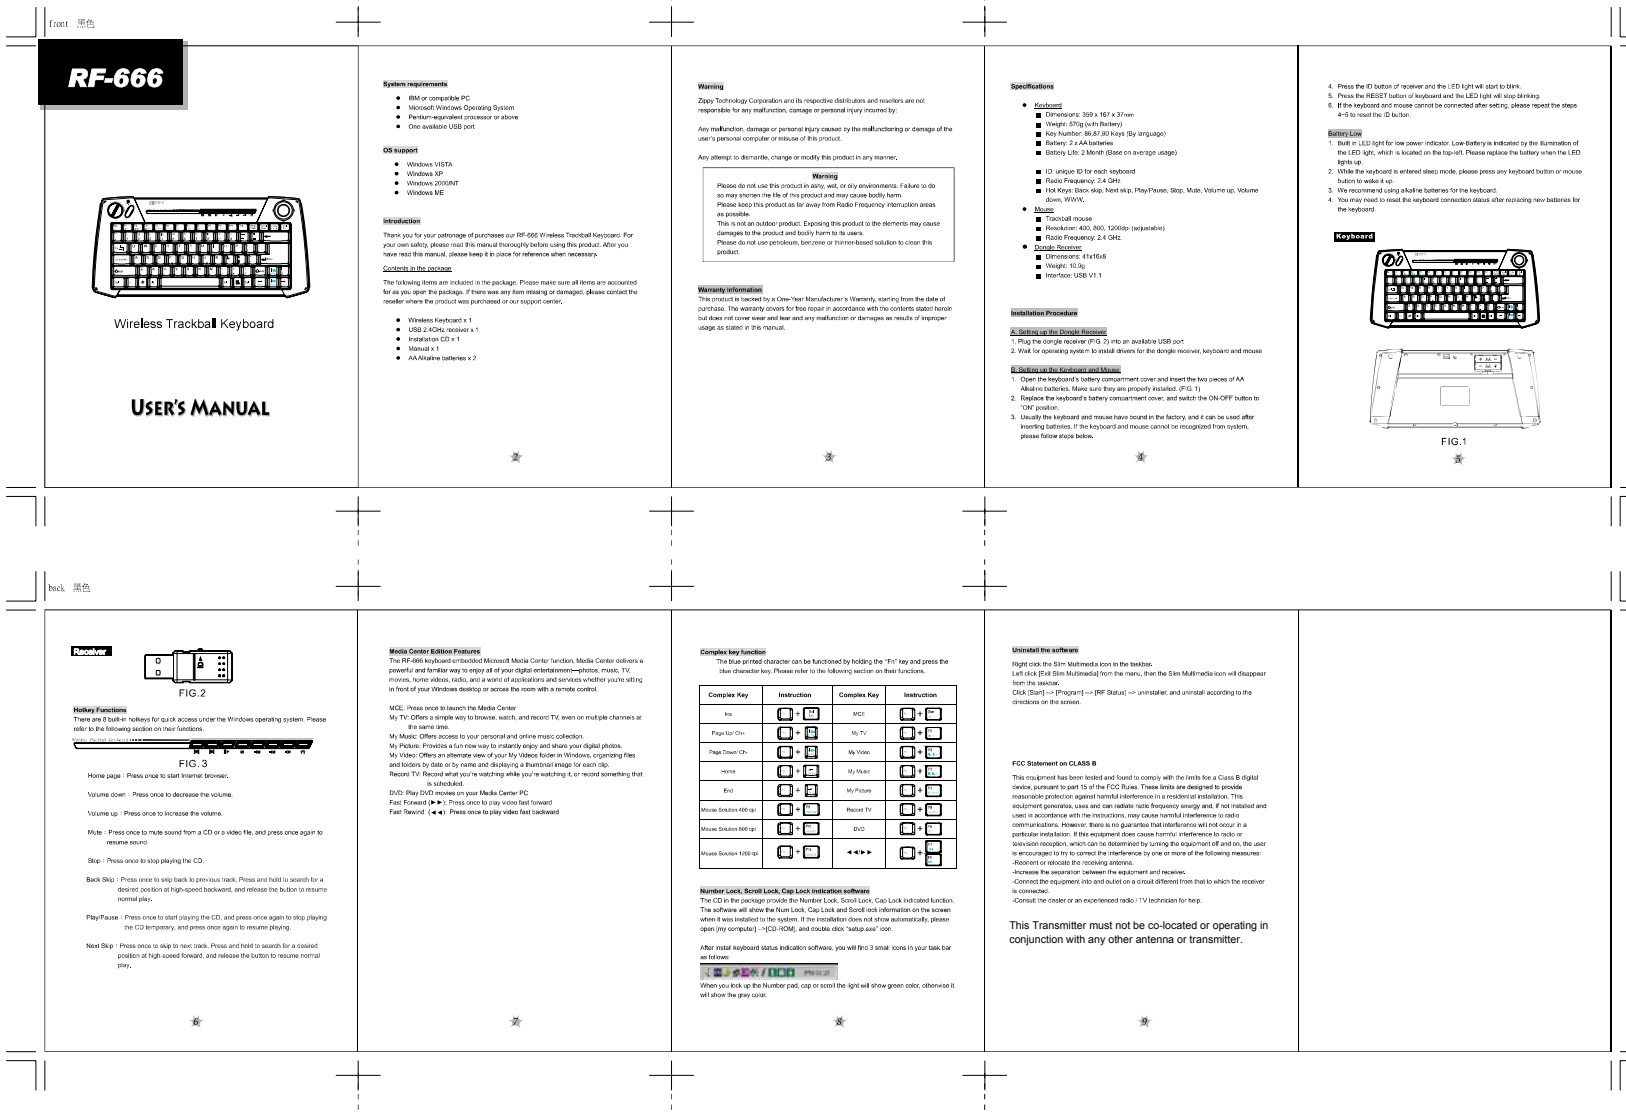 front 黑色
RF-666
Wireless Trackball Keyboard
USER'S MANUAL
System requirements
● IBM or compatible PC
● Microsoft Windows Operating System
● Pentium-equivalent processor or above
● One available USB port
OS support
● Windows VISTA
● Windows XP
● Windows 2000/NT
● Windows ME
Introduction
Thank you for your patronage of purchases our RF-666 Wireless Trackball Keyboard. For
your own safety, please read this manual thoroughly before using this product. After you
have read this manual, please keep it in place for reference when necessary.
Contents in the package
The following items are included in the package. Please make sure all items are accounted
for as you open the package. If there was any item missing or damaged, please contact the
reseller where the product was purchased or our support center.
● Wireless Keyboard x 1
● USB 2.4GHz receiver x 1
● Installation CD x 1
● Manual x 1
● AA Alkaline batteries x 2
2
Warning
Zippy Technology Corporation and its respective distributors and resellers are not
responsible for any malfunction, damage or personal injury incurred by:
Any malfunction, damage or personal injury caused by the malfunctioning or damage of the
user's personal computer or misuse of this product.
Any attempt to dismantle, change or modify this product in any manner.
Warning
Please do not use this product in ashy, wet, or oily environments. Failure to do
so may shorten the life of this product and may cause bodily harm.
Please keep this product as far away from Radio Frequency interruption areas
as possible.
This is not an outdoor product. Exposing this product to the elements may cause
damages to the product and bodily harm to its users.
Please do not use petroleum, benzene or thinner-based solution to clean this
product.
Warranty Information
This product is backed by a One-Year Manufacturer's Warranty, starting from the date of
purchase. The warranty covers for free repair in accordance with the contents stated herein
but does not cover wear and tear and any malfunction or damages as results of improper
usage as stated in this manual.
3
Specifications
● Keyboard
■ Dimensions: 359 x 167 x 37mm
■ Weight: 570g (with Battery)
■ Key Number: 86,87,90 Keys (By language)
■ Battery: 2 x AA batteries
■ Battery Life: 2 Month (Base on average usage)
■ ID: unique ID for each keyboard
■ Radio Frequency: 2.4 GHz
■ Hot Keys: Back skip, Next skip, Play/Pause, Stop, Mute, Volume up, Volume
down, WWW.
● Mouse
■ Trackball mouse
■ Resolution: 400, 800, 1200dpi (adjustable)
■ Radio Frequency: 2.4 GHz
● Dongle Receiver
■ Dimensions: 41x16x8
■ Weight: 10.9g
■ Interface: USB V1.1
Installation Procedure
A. Setting up the Dongle Receiver
1. Plug the dongle receiver (FIG. 2) into an available USB port
2. Wait for operating system to install drivers for the dongle receiver, keyboard and mouse
B. Setting up the Keyboard and Mouse
1. Open the keyboard's battery compartment cover and insert the two pieces of AA
Alkaline batteries. Make sure they are properly installed. (FIG. 1)
2. Replace the keyboard's battery compartment cover, and switch the ON-OFF button to
"ON" position.
3. Usually the keyboard and mouse have bound in the factory, and it can be used after
inserting batteries. If the keyboard and mouse cannot be recognized from system,
please follow steps below.
4
4. Press the ID button of receiver and the LED light will start to blink.
5. Press the RESET button of keyboard and the LED light will stop blinking.
6. If the keyboard and mouse cannot be connected after setting, please repeat the steps
4~5 to reset the ID button.
Battery Low
1. Built in LED light for low power indicator. Low-Battery is indicated by the illumination of
the LED light, which is located on the top-left. Please replace the battery when the LED
lights up.
2. While the keyboard is entered sleep mode, please press any keyboard button or mouse
button to wake it up.
3. We recommend using alkaline batteries for the keyboard.
4. You may need to reset the keyboard connection status after replacing new batteries for
the keyboard.
Keyboard
FIG.1
5
back 黑色
Receiver
FIG.2
Hotkey Functions
There are 8 built-in hotkeys for quick access under the Windows operating system. Please
refer to the following section on their functions.
FIG.3
Home page：Press once to start Internet browser.
Volume down：Press once to decrease the volume.
Volume up：Press once to increase the volume.
Mute：Press once to mute sound from a CD or a video file, and press once again to
resume sound.
Stop：Press once to stop playing the CD.
Back Skip：Press once to skip back to previous track. Press and hold to search for a
desired position at high-speed backward, and release the button to resume
normal play.
Play/Pause：Press once to start playing the CD, and press once again to stop playing
the CD temporary, and press once again to resume playing.
Next Skip：Press once to skip to next track. Press and hold to search for a desired
position at high-speed forward, and release the button to resume normal
play.
6
Media Center Edition Features
The RF-666 keyboard embedded Microsoft Media Center function, Media Center delivers a
powerful and familiar way to enjoy all of your digital entertainment—photos, music, TV,
movies, home videos, radio, and a world of applications and services whether you're sitting
in front of your Windows desktop or across the room with a remote control.
MCE: Press once to launch the Media Center
My TV: Offers a simple way to browse, watch, and record TV, even on multiple channels at
the same time.
My Music: Offers access to your personal and online music collection.
My Picture: Provides a fun new way to instantly enjoy and share your digital photos.
My Video: Offers an alternate view of your My Videos folder in Windows, organizing files
and folders by date or by name and displaying a thumbnail image for each clip.
Record TV: Record what you're watching while you're watching it, or record something that
is scheduled.
DVD: Play DVD movies on your Media Center PC
Fast Forward (►►): Press once to play video fast forward
Fast Rewind (◄◄): Press once to play video fast backward
7
Complex key function
The blue printed character can be functioned by holding the "Fn" key and press the
blue character key. Please refer to the following section on their functions.
Complex Key Instruction Complex Key Instruction
Ins + MCE +
Page Up/ Ch+ + My TV +
Page Down/ Ch- + My Video +
Home + My Music +
End + My Picture +
Mouse Solution 400 cpi + Record TV +
Mouse Solution 800 cpi + DVD +
Mouse Solution 1200 cpi + ◄◄/►► +
Number Lock, Scroll Lock, Cap Lock indication software
The CD in the package provide the Number Lock, Scroll Lock, Cap Lock indicated function.
The software will show the Num Lock, Cap Lock and Scroll lock information on the screen
when it was installed to the system. If the installation does not show automatically, please
open [my computer] -->[CD-ROM], and double click "setup.exe" icon.
After install keyboard status indication software, you will find 3 small icons in your task bar
as follows:
When you lock up the Number pad, cap or scroll the light will show green color, otherwise it
will show the gray color.
8
Uninstall the software
Right click the Slim Multimedia icon in the taskbar.
Left click [Exit Slim Multimedia] from the menu, then the Slim Multimedia icon will disappear
from the taskbar.
Click [Start] --> [Program] --> [RF Status] --> uninstaller, and uninstall according to the
directions on the screen.
FCC Statement on CLASS B
This equipment has been tested and found to comply with the limits foe a Class B digital
device, pursuant to part 15 of the FCC Rules. These limits are designed to provide
reasonable protection against harmful interference in a residential installation. This
equipment generates, uses and can radiate radio frequency energy and, if not installed and
used in accordance with the instructions, may cause harmful interference to radio
communications. However, there is no guarantee that interference will not occur in a
particular installation. If this equipment does cause harmful interference to radio or
television reception, which can be determined by turning the equipment off and on, the user
is encouraged to try to correct the interference by one or more of the following measures:
-Reorient or relocate the receiving antenna.
-Increase the separation between the equipment and receiver.
-Connect the equipment into and outlet on a circuit different from that to which the receiver
is connected.
-Consult the dealer or an experienced radio / TV technician for help.
This Transmitter must not be co-located or operating in
conjunction with any other antenna or transmitter.
9